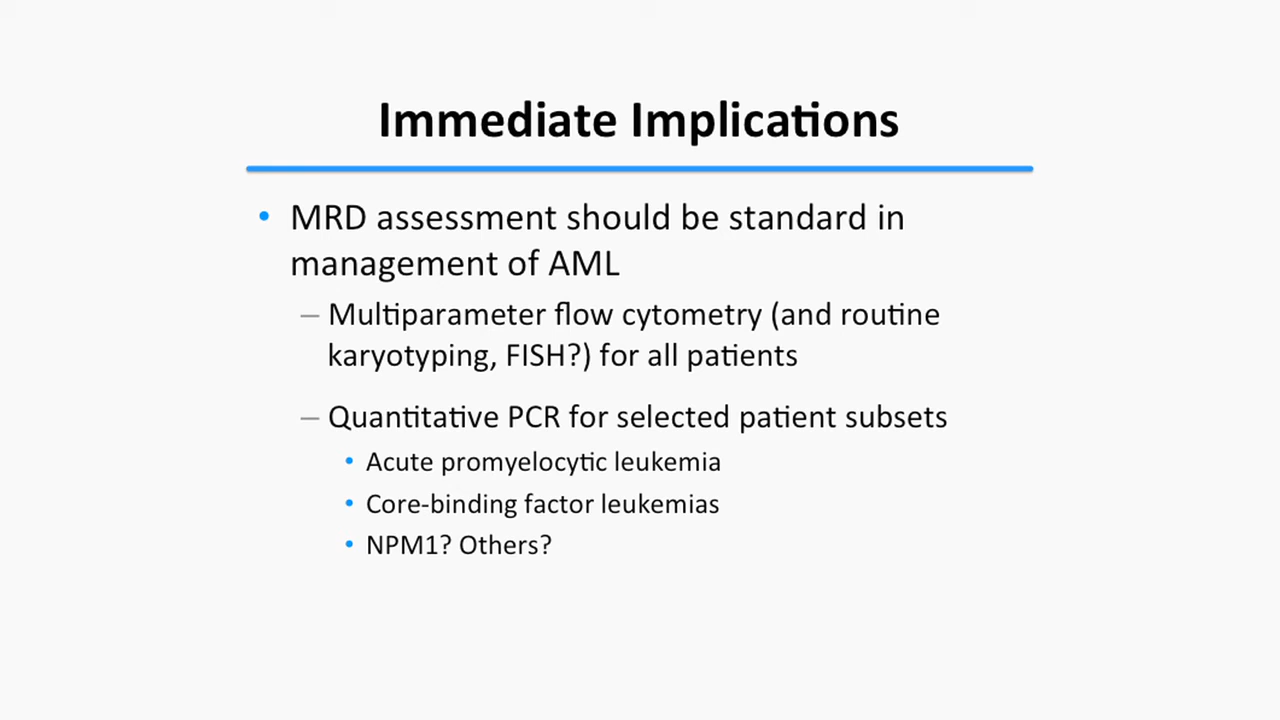 Immediate Implications
• MRD assessment should be standard in
management of AML
– Multiparameter flow cytometry (and routine
karyotyping, FISH?) for all patients
– Quantitative PCR for selected patient subsets
• Acute promyelocytic leukemia
• Core-binding factor leukemias
• NPM1? Others?